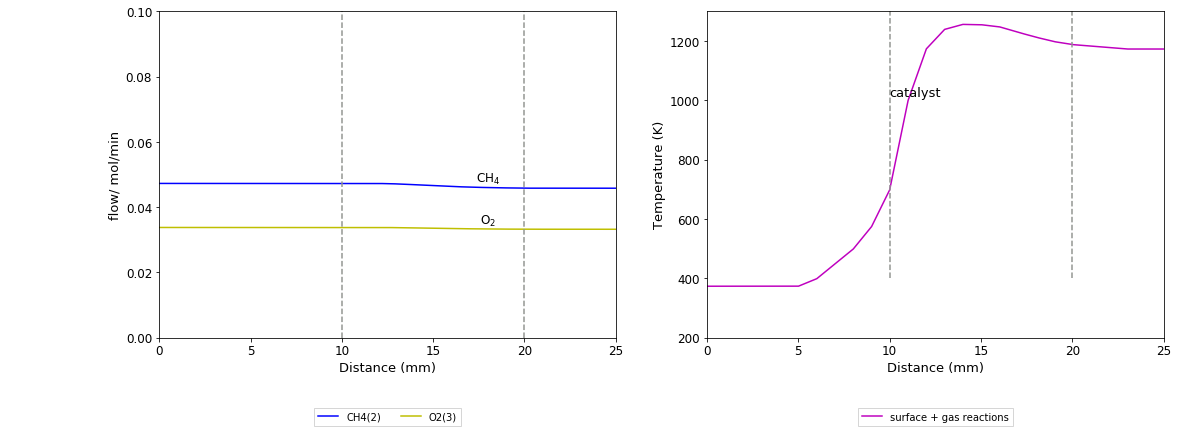 0.10
0.08
0.06
0.04
0.02
0.00
flow/ mol/min
CH₄
O₂
0 5 10 15 20 25
Distance (mm)
CH4(2) O2(3)
1200
1000
800
600
400
200
Temperature (K)
catalyst
0 5 10 15 20 25
Distance (mm)
surface + gas reactions